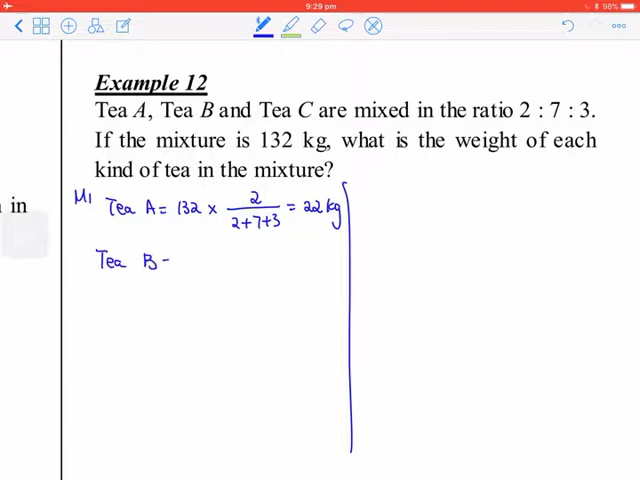 9:29 pm
98%
Example 12
Tea A, Tea B and Tea C are mixed in the ratio 2 : 7 : 3.
If the mixture is 132 kg, what is the weight of each
kind of tea in the mixture?
n in
M1 Tea A = 132 × 2/(2+7+3) = 22 kg
Tea B -